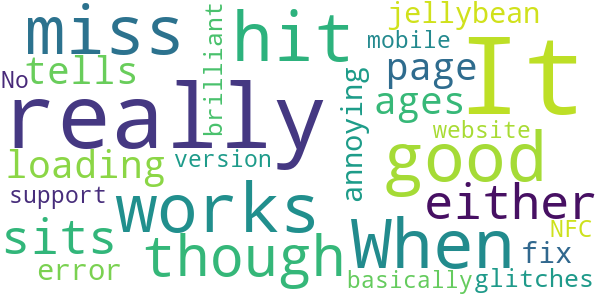 miss hit jellybean It
mobile
No tells brilliant page
really annoying ages
website
loading version good
support works either
sits though When NFC
fix
error basically glitches